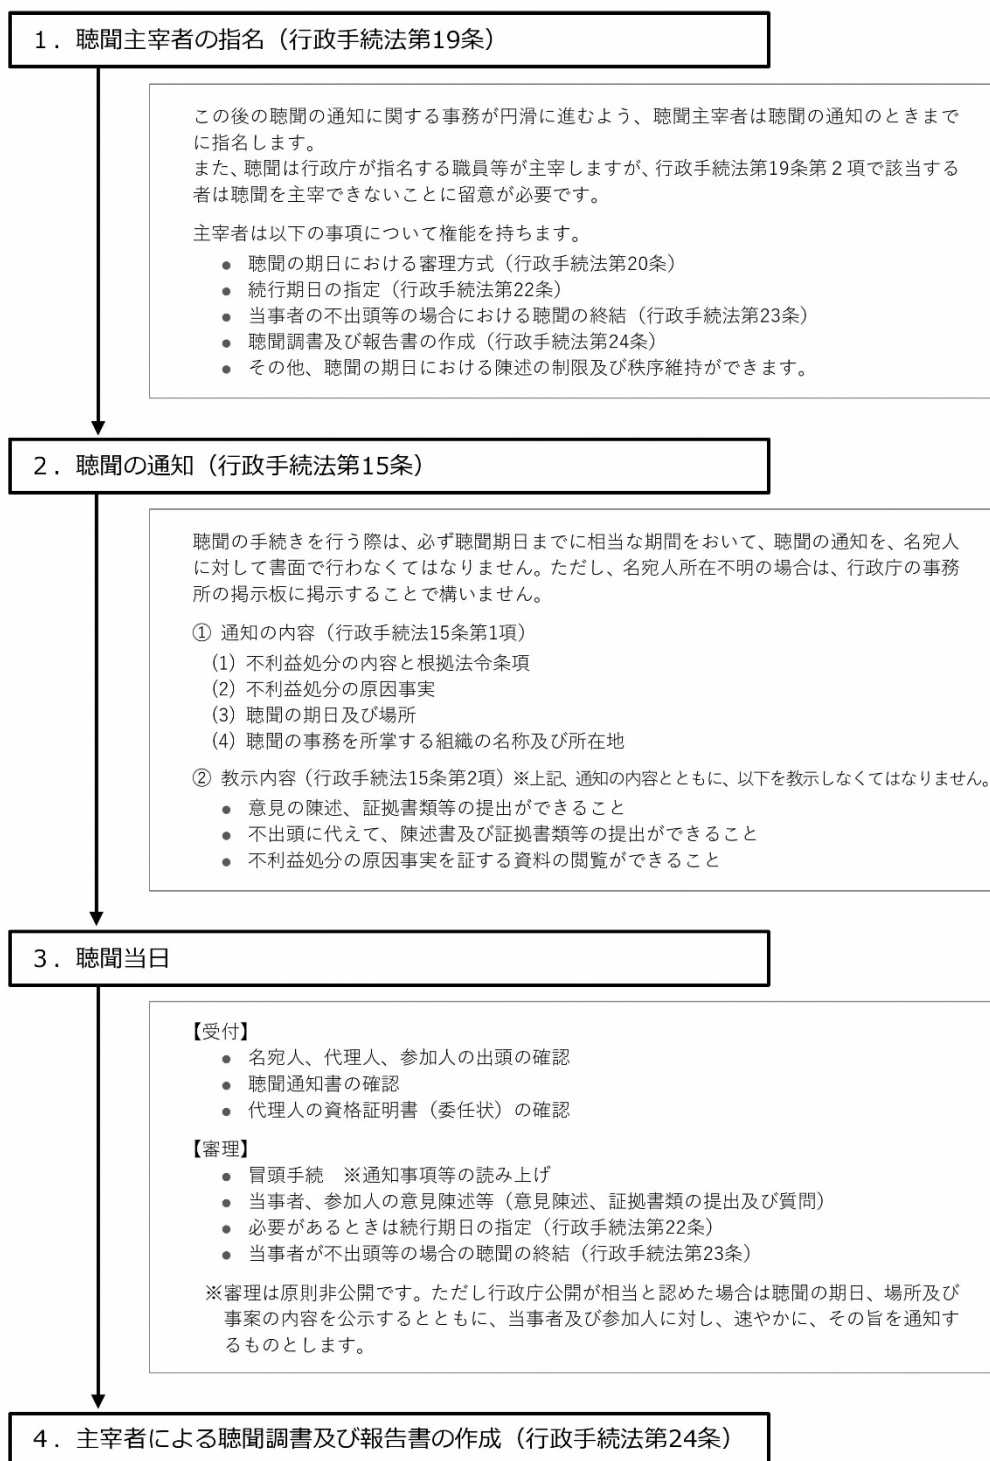 １．聴聞主宰者の指名（行政手続法第19条）
この後の聴聞の通知に関する事務が円滑に進むよう、聴聞主宰者は聴聞の通知のときまで
に指名します。
また、聴聞は行政庁が指名する職員等が主宰しますが、行政手続法第19条第２項で該当する
者は聴聞を主宰できないことに留意が必要です。
主宰者は以下の事項について権能を持ちます。
● 聴聞の期日における審理方式（行政手続法第20条）
● 続行期日の指定（行政手続法第22条）
● 当事者の不出頭等の場合における聴聞の終結（行政手続法第23条）
● 聴聞調書及び報告書の作成（行政手続法第24条）
● その他、聴聞の期日における陳述の制限及び秩序維持ができます。
２．聴聞の通知（行政手続法第15条）
聴聞の手続きを行う際は、必ず聴聞期日までに相当な期間をおいて、聴聞の通知を、名宛人
に対して書面で行わなくてはなりません。ただし、名宛人所在不明の場合は、行政庁の事務
所の掲示板に掲示することで構いません。
① 通知の内容（行政手続法15条第1項）
(1) 不利益処分の内容と根拠法令条項
(2) 不利益処分の原因事実
(3) 聴聞の期日及び場所
(4) 聴聞の事務を所掌する組織の名称及び所在地
② 教示内容（行政手続法15条第2項）※上記、通知の内容とともに、以下を教示しなくてはなりません。
● 意見の陳述、証拠書類等の提出ができること
● 不出頭に代えて、陳述書及び証拠書類等の提出ができること
● 不利益処分の原因事実を証する資料の閲覧ができること
３．聴聞当日
【受付】
● 名宛人、代理人、参加人の出頭の確認
● 聴聞通知書の確認
● 代理人の資格証明書（委任状）の確認
【審理】
● 冒頭手続　※通知事項等の読み上げ
● 当事者、参加人の意見陳述等（意見陳述、証拠書類の提出及び質問）
● 必要があるときは続行期日の指定（行政手続法第22条）
● 当事者が不出頭等の場合の聴聞の終結（行政手続法第23条）
※審理は原則非公開です。ただし行政庁公開が相当と認めた場合は聴聞の期日、場所及び
事案の内容を公示するとともに、当事者及び参加人に対し、速やかに、その旨を通知す
るものとします。
４．主宰者による聴聞調書及び報告書の作成（行政手続法第24条）